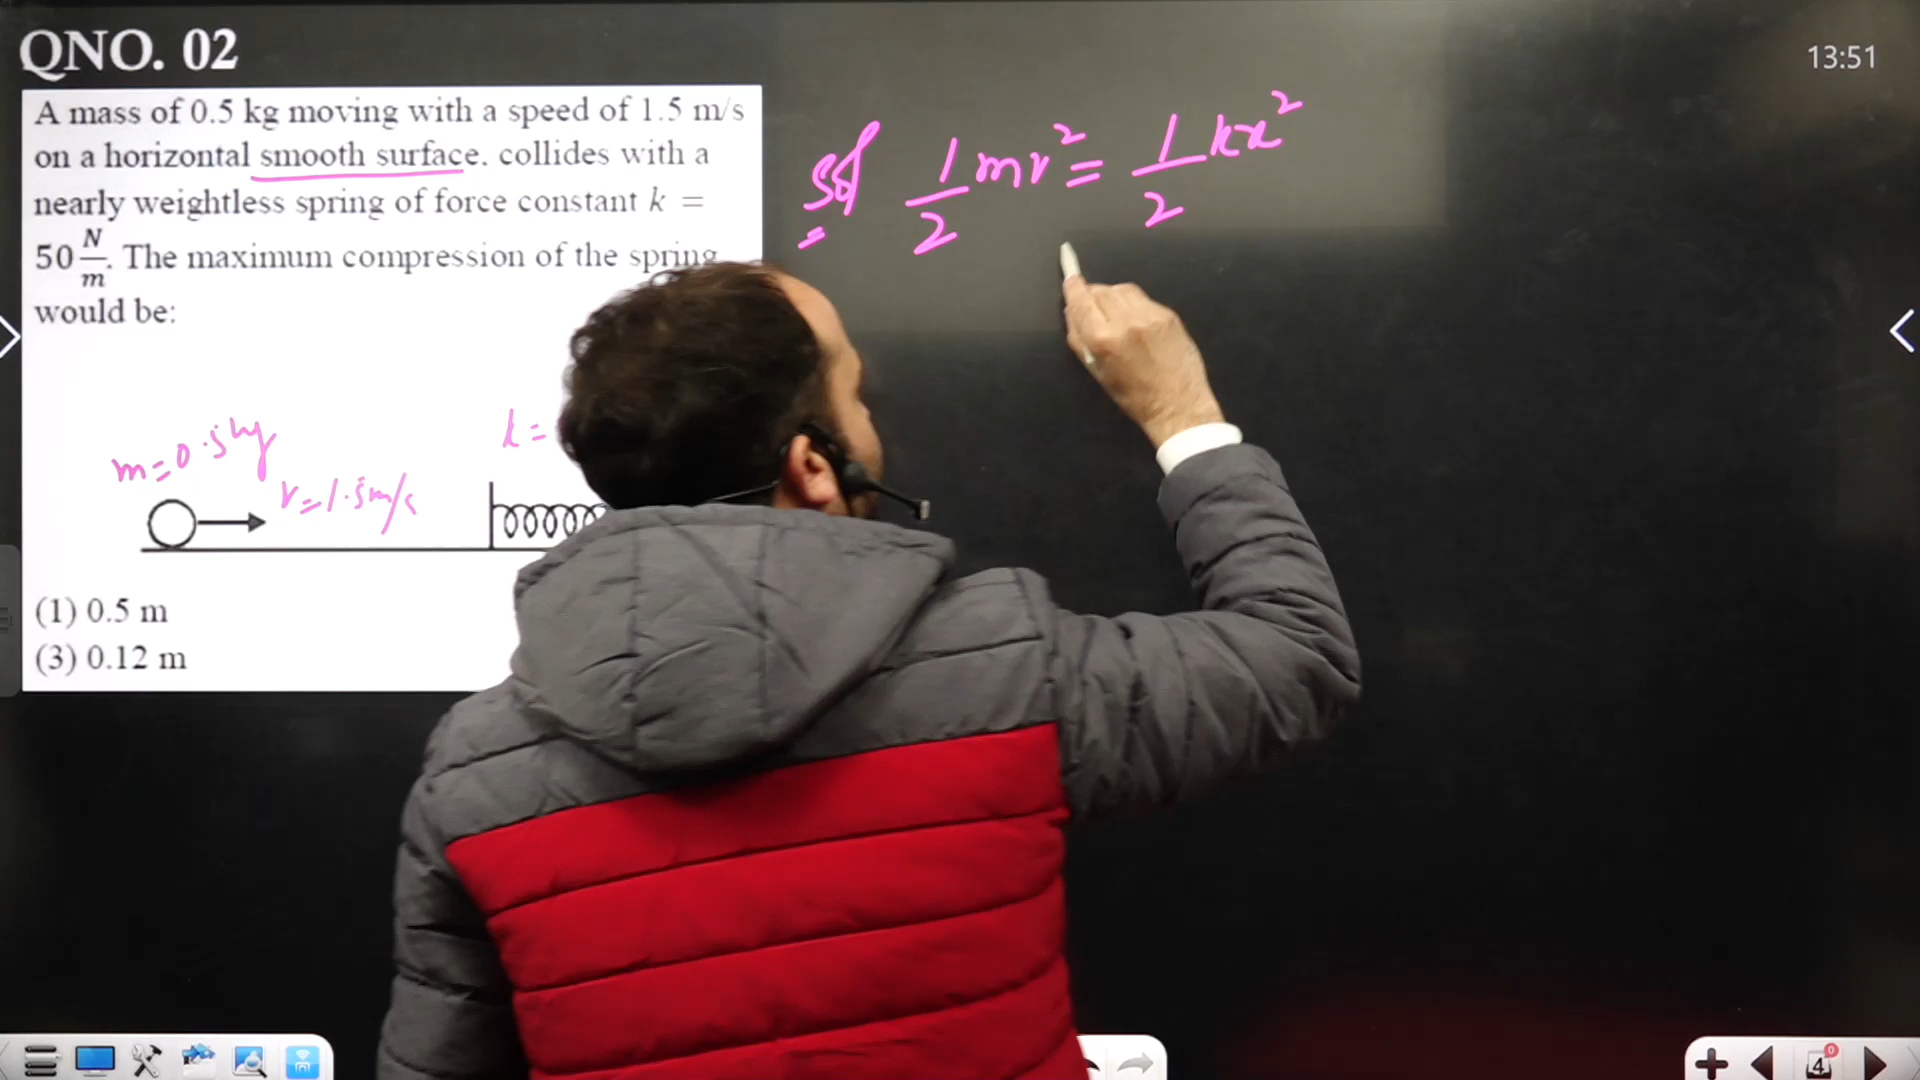 QNO. 02
13:51
A mass of 0.5 kg moving with a speed of 1.5 m/s
on a horizontal smooth surface. collides with a
nearly weightless spring of force constant k =
50 N/m. The maximum compression of the spring
would be:
m=0.5kg
v=1.5m/s
k=
(1) 0.5 m
(3) 0.12 m
Sol 1/2 mv² = 1/2 kx²
4
0